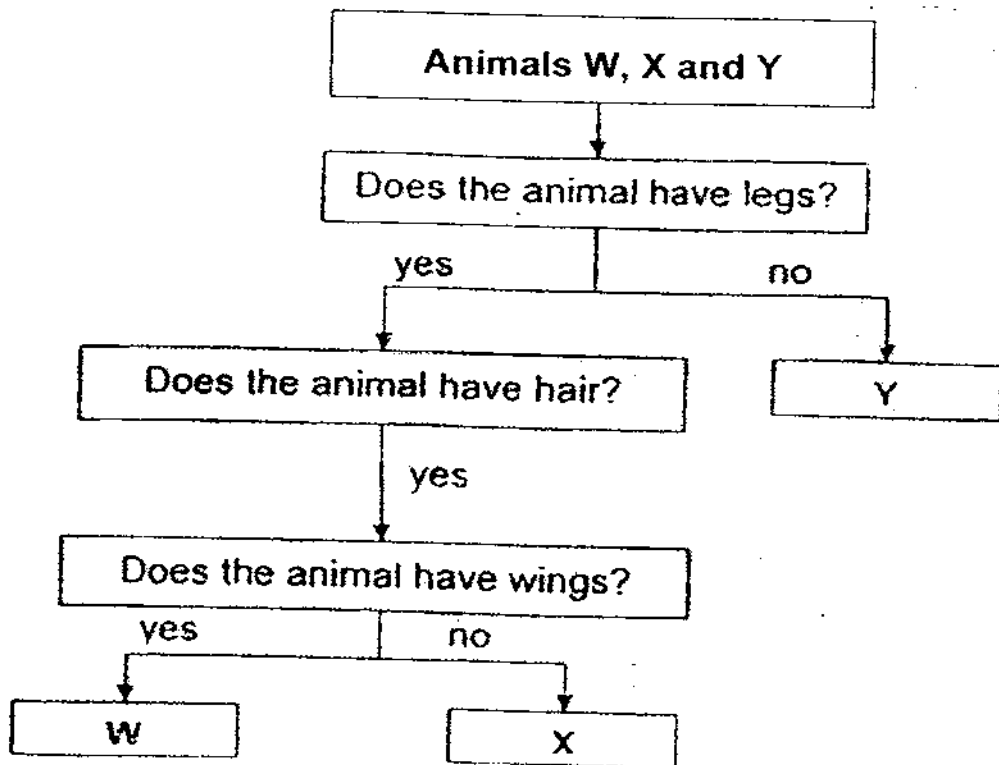 Animals W, X and Y
Does the animal have legs?
yes
no
Does the animal have hair?
Y
yes
Does the animal have wings?
yes
no
W
X